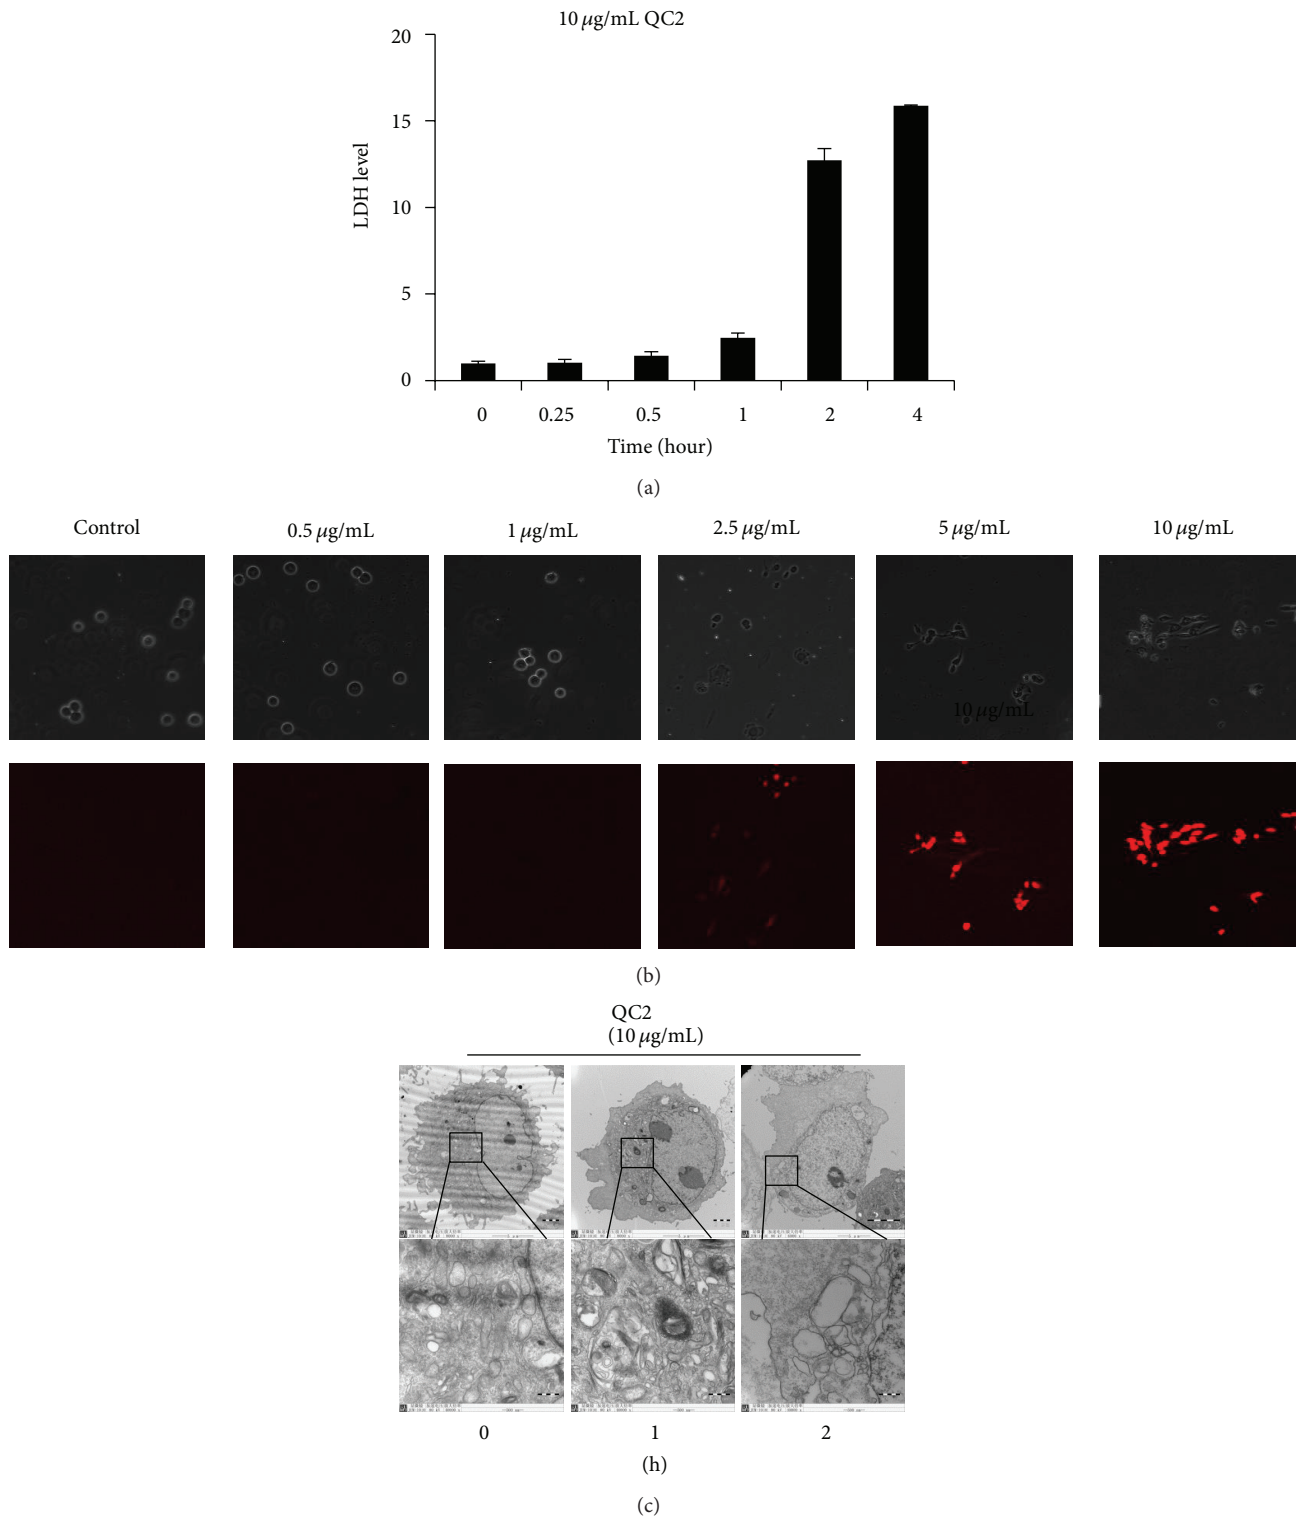 10 μg/mL QC2
20
15
10
5
0
LDH level
0 0.25 0.5 1 2 4
Time (hour)
(a)
Control 0.5 μg/mL 1 μg/mL 2.5 μg/mL 5 μg/mL 10 μg/mL
10 μg/mL
(b)
QC2
(10 μg/mL)
0 1 2
(h)
(c)